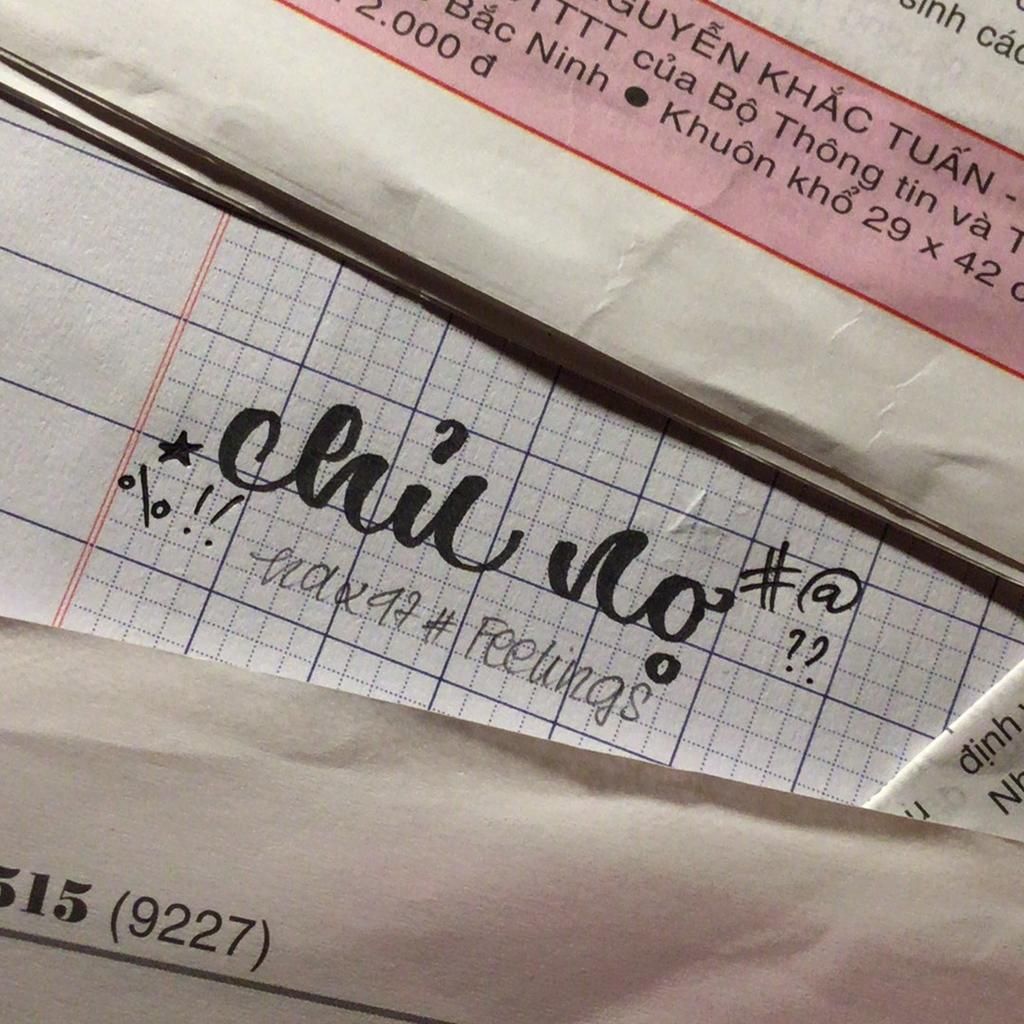 sinh các
NGUYỄN KHẮC TUẤN -
TTTT của Bộ Thông tin và T
Bắc Ninh ● Khuôn khổ 29 x 42 c
2.000 đ
chửi nợ
★ %!! #@ ??
# Feelings
định
Nh
515 (9227)